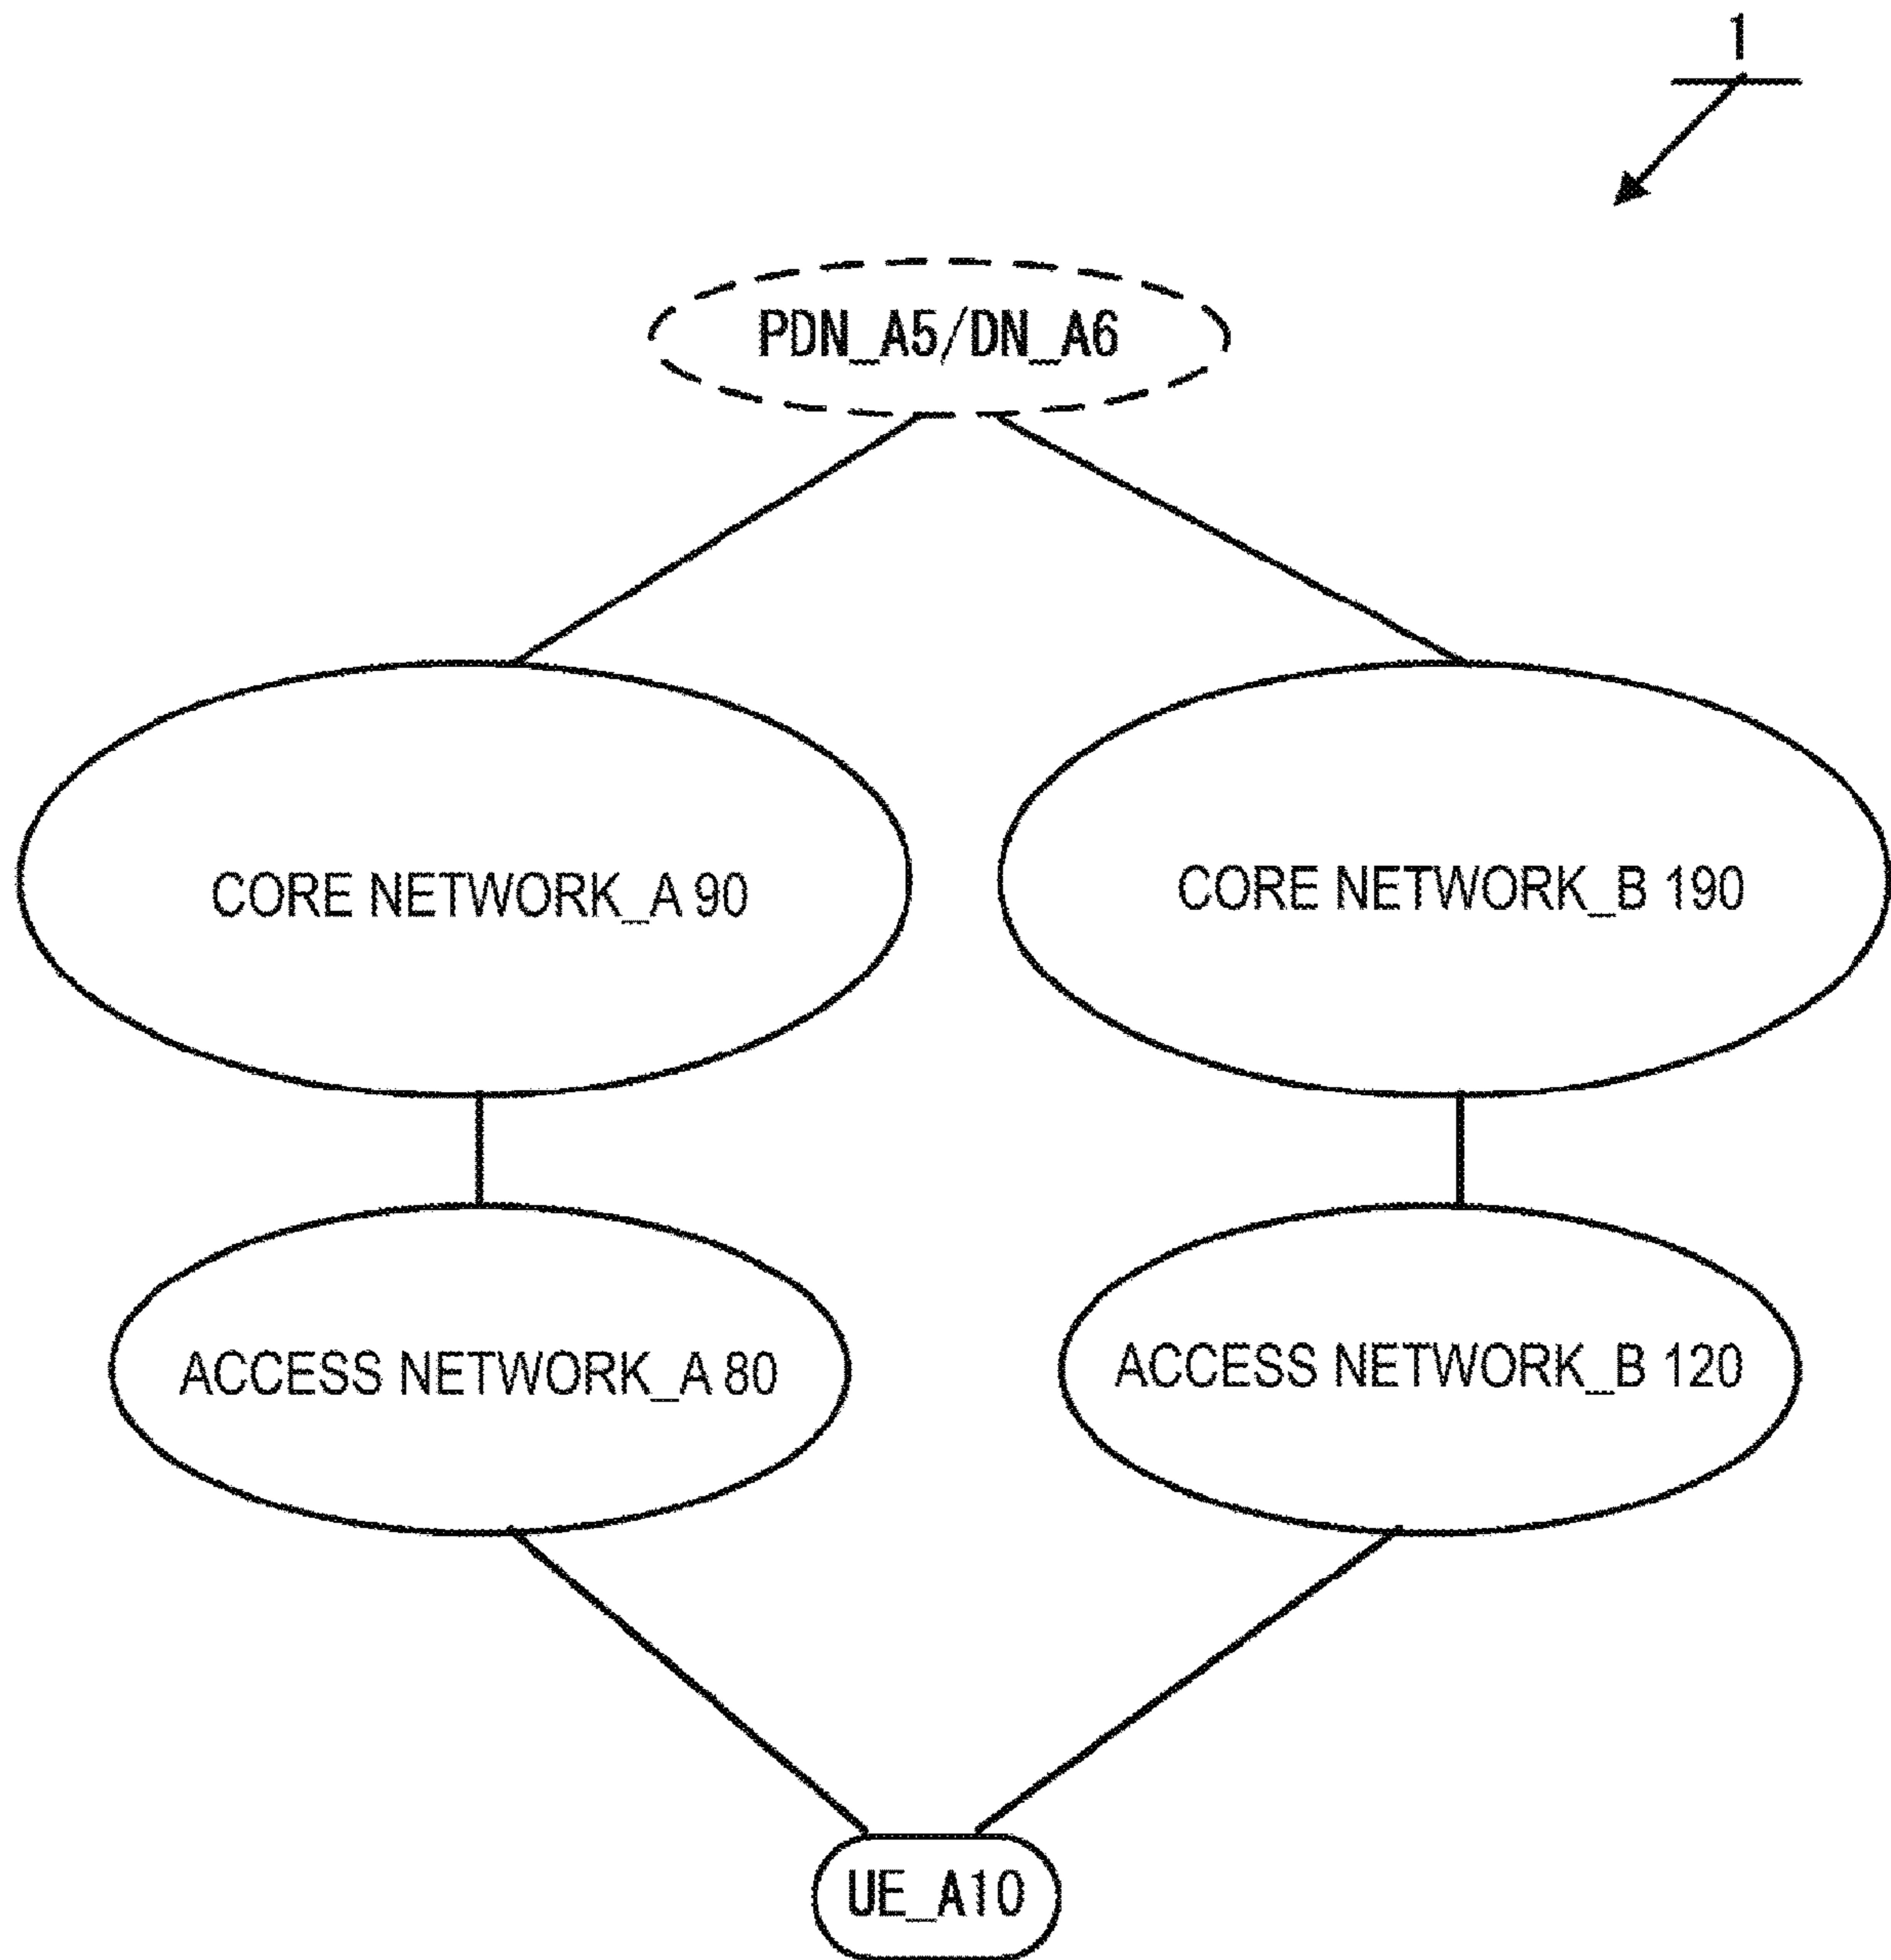 1
PDN_A5/DN_A6
CORE NETWORK_A 90
CORE NETWORK_B 190
ACCESS NETWORK_A 80
ACCESS NETWORK_B 120
UE_A10